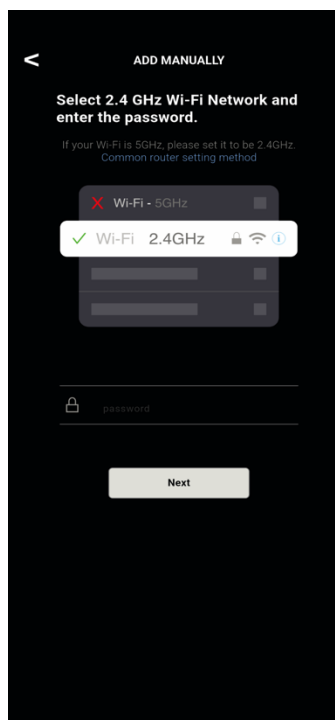 <
ADD MANUALLY
Select 2.4 GHz Wi-Fi Network and
enter the password.
If your Wi-Fi is 5GHz, please set it to be 2.4GHz.
Common router setting method
Wi-Fi - 5GHz
Wi-Fi 2.4GHz
password
Next